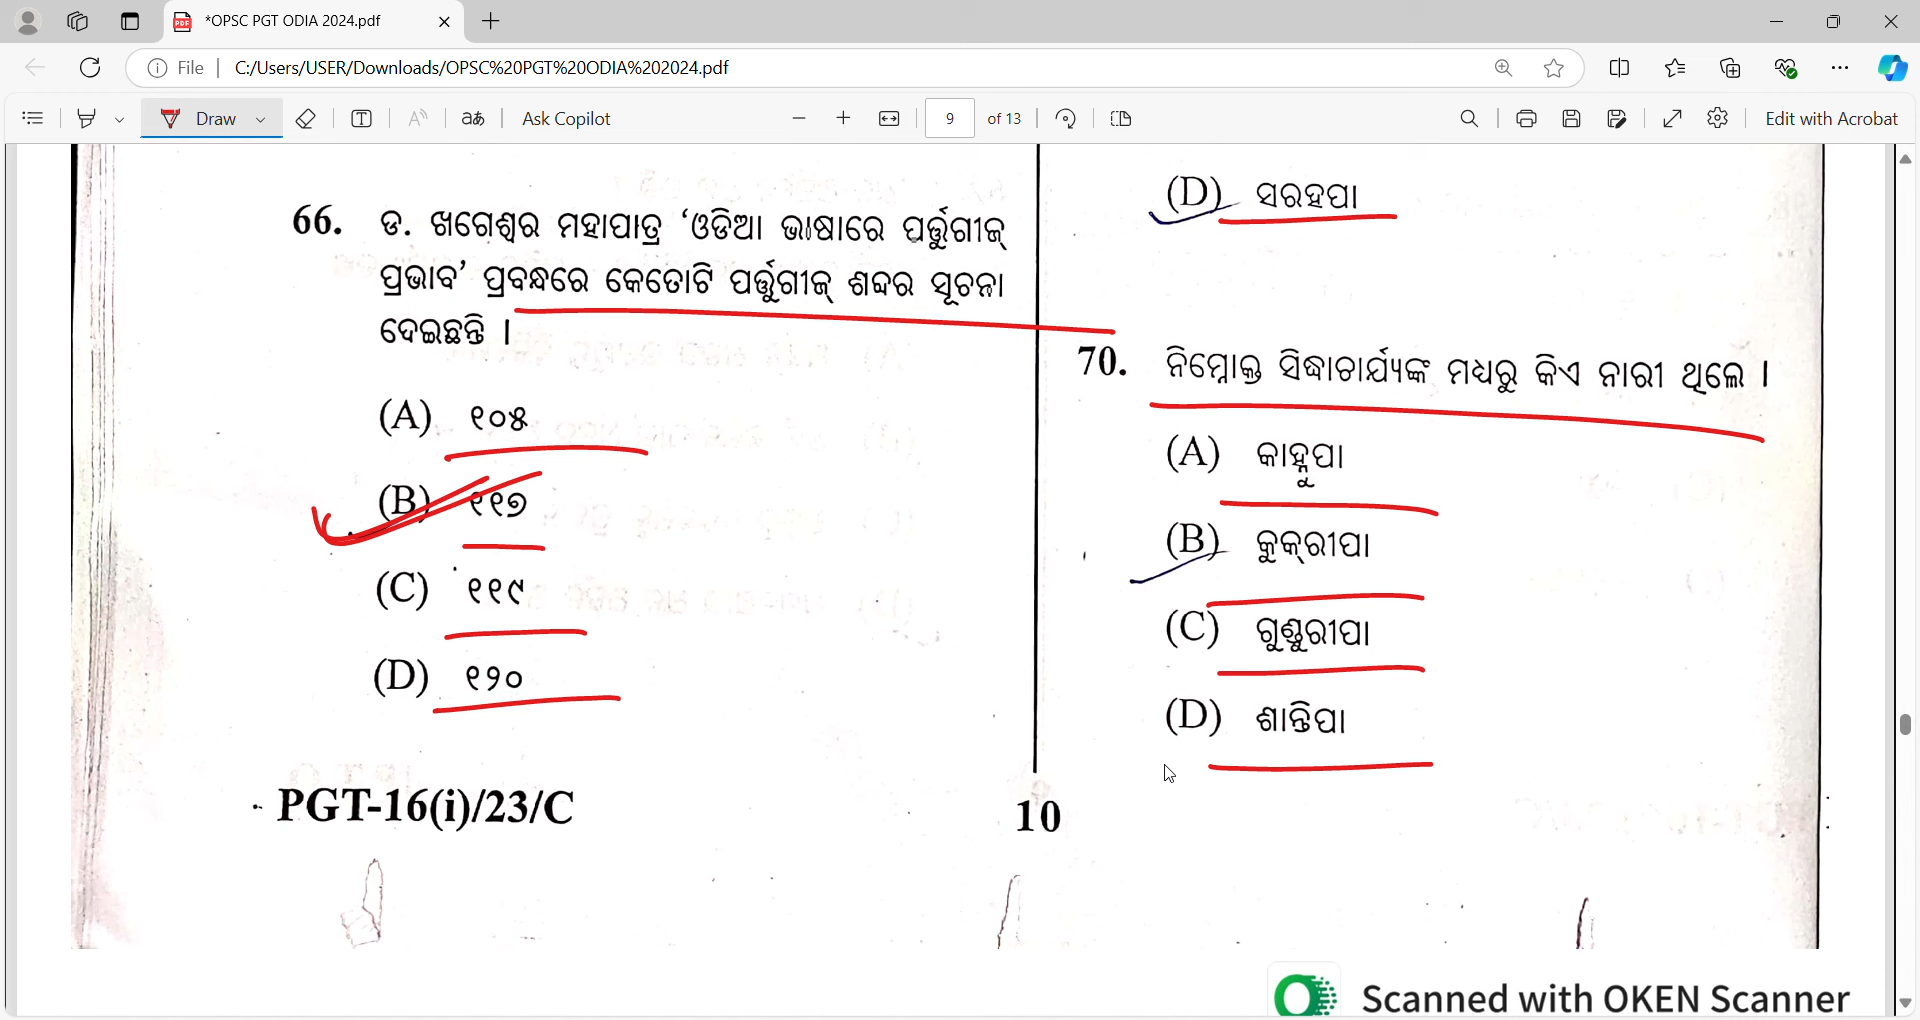 *OPSC PGT ODIA 2024.pdf
File
C:/Users/USER/Downloads/OPSC%20PGT%20ODIA%202024.pdf
Draw
Ask Copilot
9 of 13
Edit with Acrobat
66. ଡ. ଖଗେଶ୍ୱର ମହାପାତ୍ର ‘ଓଡିଆ ଭାଷାରେ ପର୍ତ୍ତୁଗୀଜ୍
ପ୍ରଭାବ’ ପ୍ରବନ୍ଧରେ କେତୋଟି ପର୍ତ୍ତୁଗୀଜ୍ ଶବ୍ଦର ସୂଚନା
ଦେଇଛନ୍ତି ।
(A) ୧୦୫
(B) ୧୧୭
(C) ୧୧୯
(D) ୧୨୦
PGT-16(i)/23/C
(D) ସରହପା
70. ନିମ୍ନୋକ୍ତ ସିଦ୍ଧାଚାର୍ଯ୍ୟଙ୍କ ମଧ୍ୟରୁ କିଏ ନାରୀ ଥିଲେ ।
(A) କାହ୍ନୁପା
(B) କୁକ୍‌ରୀପା
(C) ଗୁଣ୍ଡୁରୀପା
(D) ଶାନ୍ତିପା
10
Scanned with OKEN Scanner